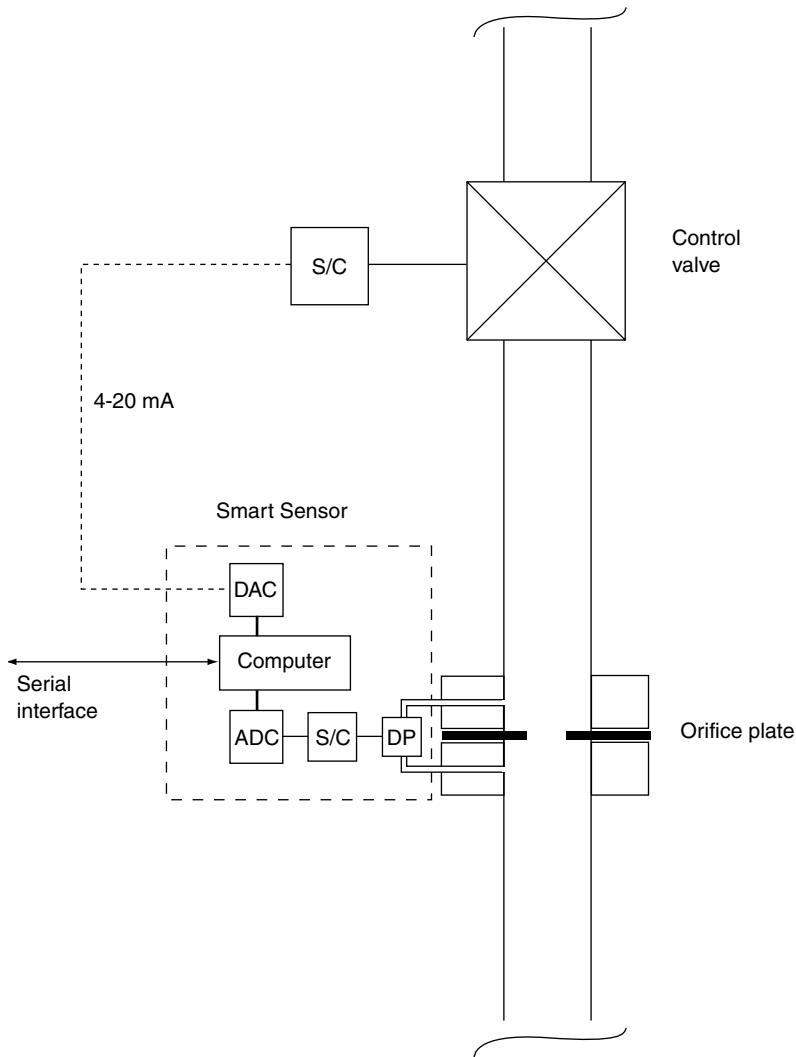 Control
valve
S/C
4-20 mA
Smart Sensor
DAC
Computer
Serial
interface
ADC
S/C
DP
Orifice plate